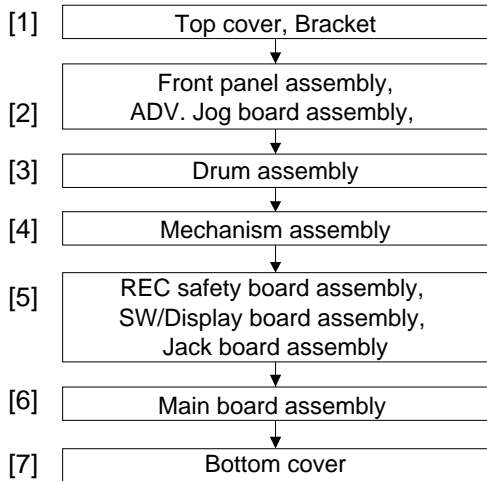 [1] Top cover, Bracket
Front panel assembly,
[2] ADV. Jog board assembly,
[3] Drum assembly
[4] Mechanism assembly
REC safety board assembly,
[5] SW/Display board assembly,
Jack board assembly
[6] Main board assembly
[7] Bottom cover